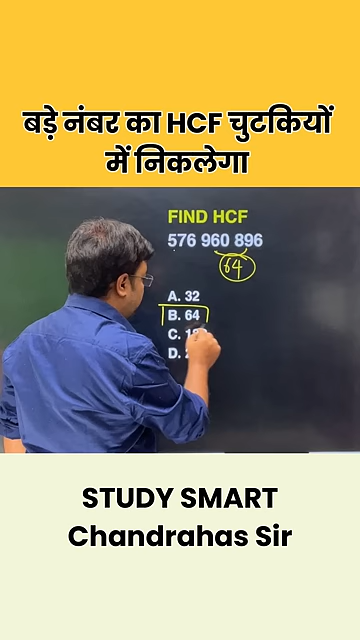 बड़े नंबर का HCF चुटकियों
में निकलेगा
FIND HCF
576 960 896
64
A. 32
B. 64
C.
D.
STUDY SMART
Chandrahas Sir